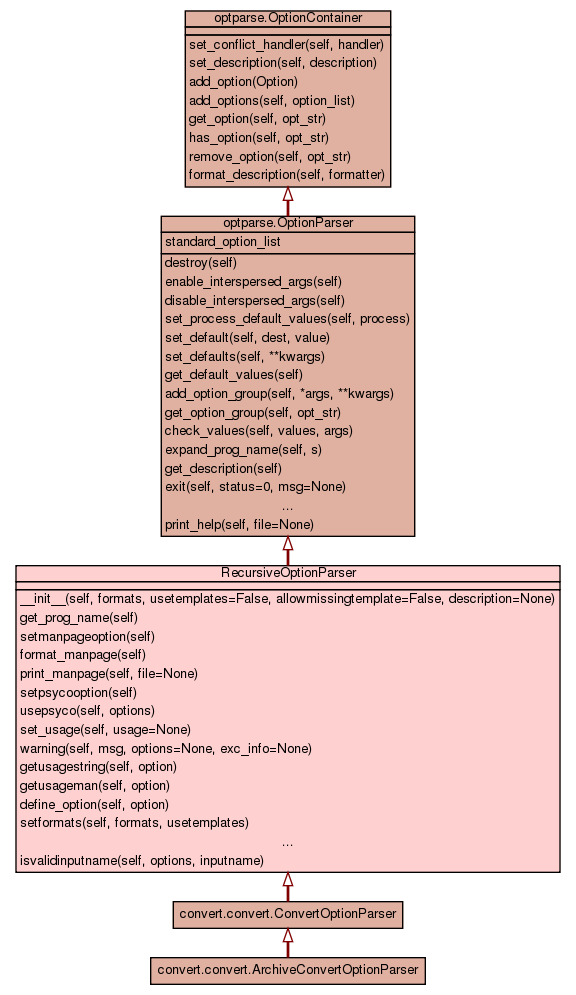 optparse.OptionContainer
set_conflict_handler(self, handler)
set_description(self, description)
add_option(Option)
add_options(self, option_list)
get_option(self, opt_str)
has_option(self, opt_str)
remove_option(self, opt_str)
format_description(self, formatter)
optparse.OptionParser
standard_option_list
destroy(self)
enable_interspersed_args(self)
disable_interspersed_args(self)
set_process_default_values(self, process)
set_default(self, dest, value)
set_defaults(self, **kwargs)
get_default_values(self)
add_option_group(self, *args, **kwargs)
get_option_group(self, opt_str)
check_values(self, values, args)
expand_prog_name(self, s)
get_description(self)
exit(self, status=0, msg=None)
...
print_help(self, file=None)
RecursiveOptionParser
__init__(self, formats, usetemplates=False, allowmissingtemplate=False, description=None)
get_prog_name(self)
setmanpageoption(self)
format_manpage(self)
print_manpage(self, file=None)
setpsycooption(self)
usepsyco(self, options)
set_usage(self, usage=None)
warning(self, msg, options=None, exc_info=None)
getusagestring(self, option)
getusageman(self, option)
define_option(self, option)
setformats(self, formats, usetemplates)
...
isvalidinputname(self, options, inputname)
convert.convert.ConvertOptionParser
convert.convert.ArchiveConvertOptionParser